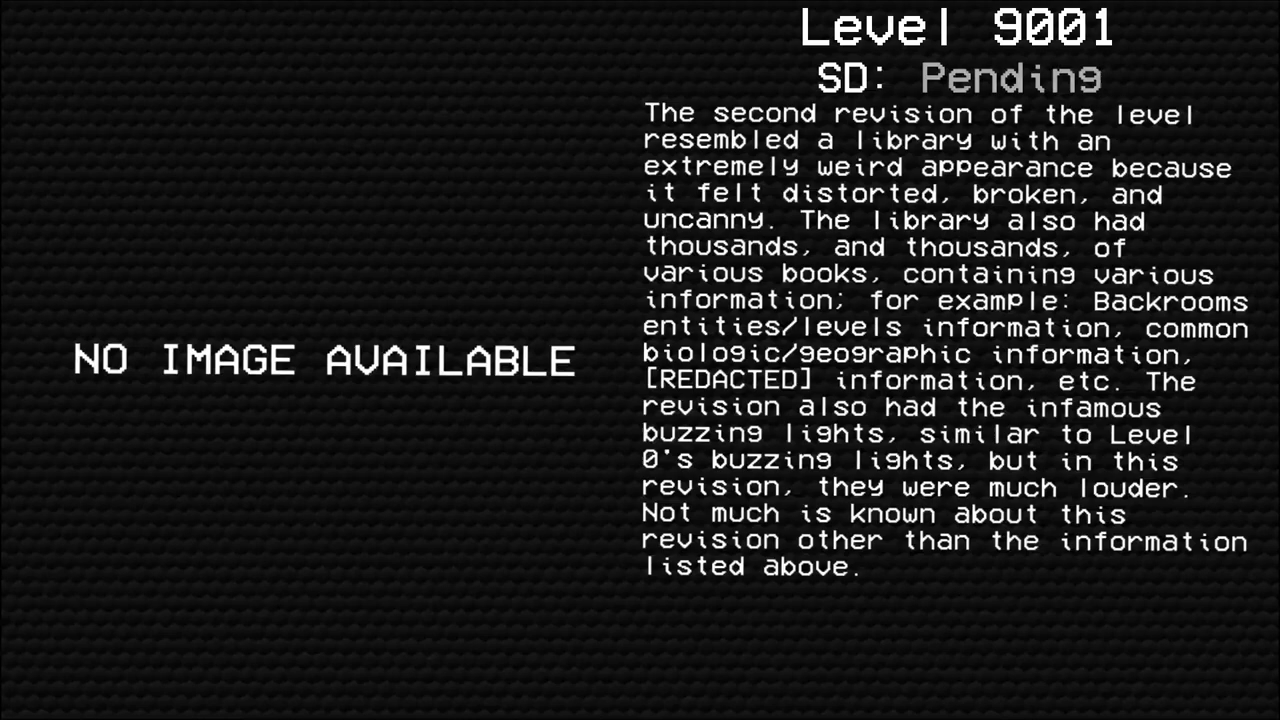 Level 9001
SD: Pending
The second revision of the level
resembled a library with an
extremely weird appearance because
it felt distorted, broken, and
uncanny. The library also had
thousands, and thousands, of
various books, containing various
information; for example: Backrooms
entities/levels information, common
biologic/geographic information,
[REDACTED] information, etc. The
revision also had the infamous
buzzing lights, similar to Level
0's buzzing lights, but in this
revision, they were much louder.
Not much is known about this
revision other than the information
listed above.
NO IMAGE AVAILABLE